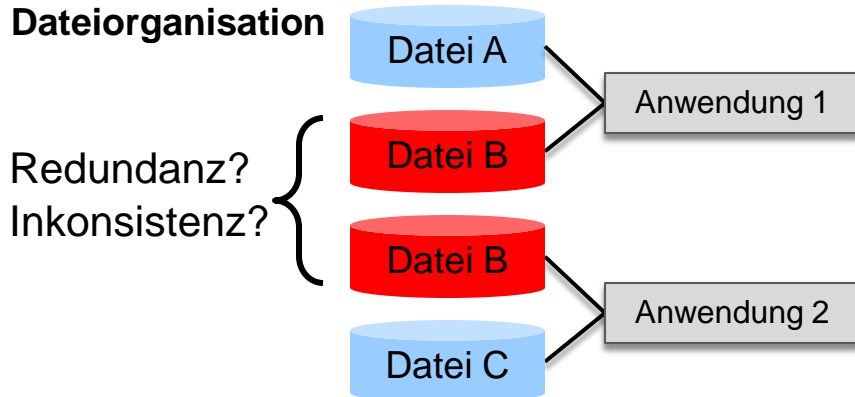 Dateiorganisation
Datei A
Anwendung 1
Datei B
Redundanz?
Inkonsistenz?
Datei B
Anwendung 2
Datei C